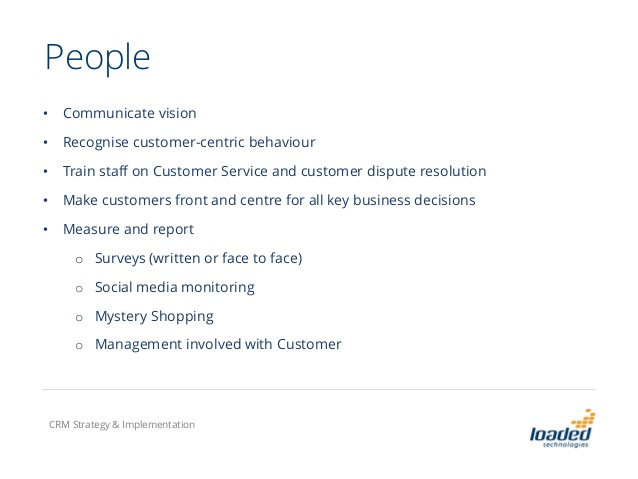 People
• Communicate vision
• Recognise customer-centric behaviour
• Train staff on Customer Service and customer dispute resolution
• Make customers front and centre for all key business decisions
• Measure and report
o Surveys (written or face to face)
o Social media monitoring
o Mystery Shopping
o Management involved with Customer
CRM Strategy & Implementation
loaded
technologies